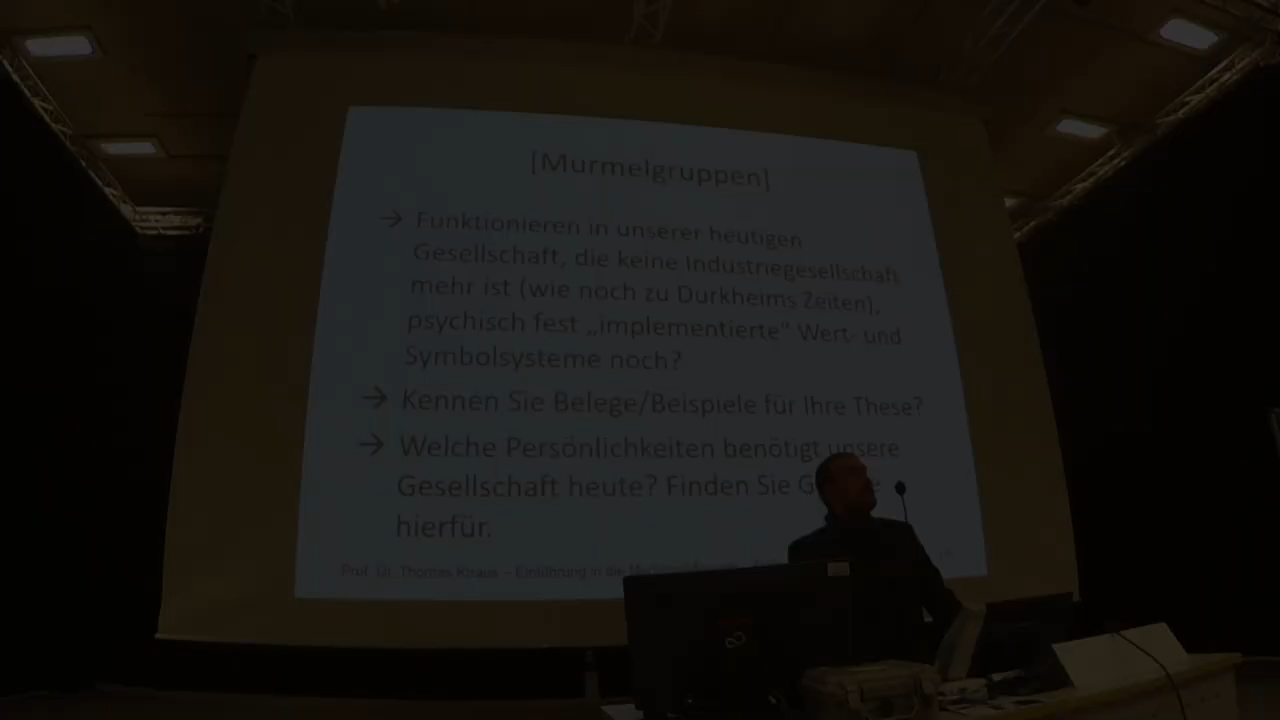 [Murmelgruppen]
→ Funktionieren in unserer heutigen
Gesellschaft, die keine Industriegesellschaft
mehr ist (wie noch zu Durkheims Zeiten),
psychisch fest „implementierte“ Wert- und
Symbolsysteme noch?
→ Kennen Sie Belege/Beispiele für Ihre These?
→ Welche Persönlichkeiten benötigt unsere
Gesellschaft heute? Finden Sie
hierfür.
Prof. Dr. Thomas Knaus – Einführung in die